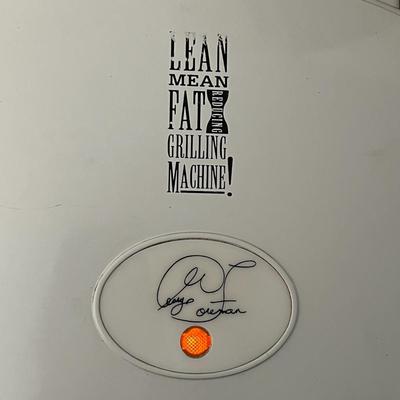 LEAN
MEAN
FAT REDUCING
GRILLING
MACHINE!
George Foreman